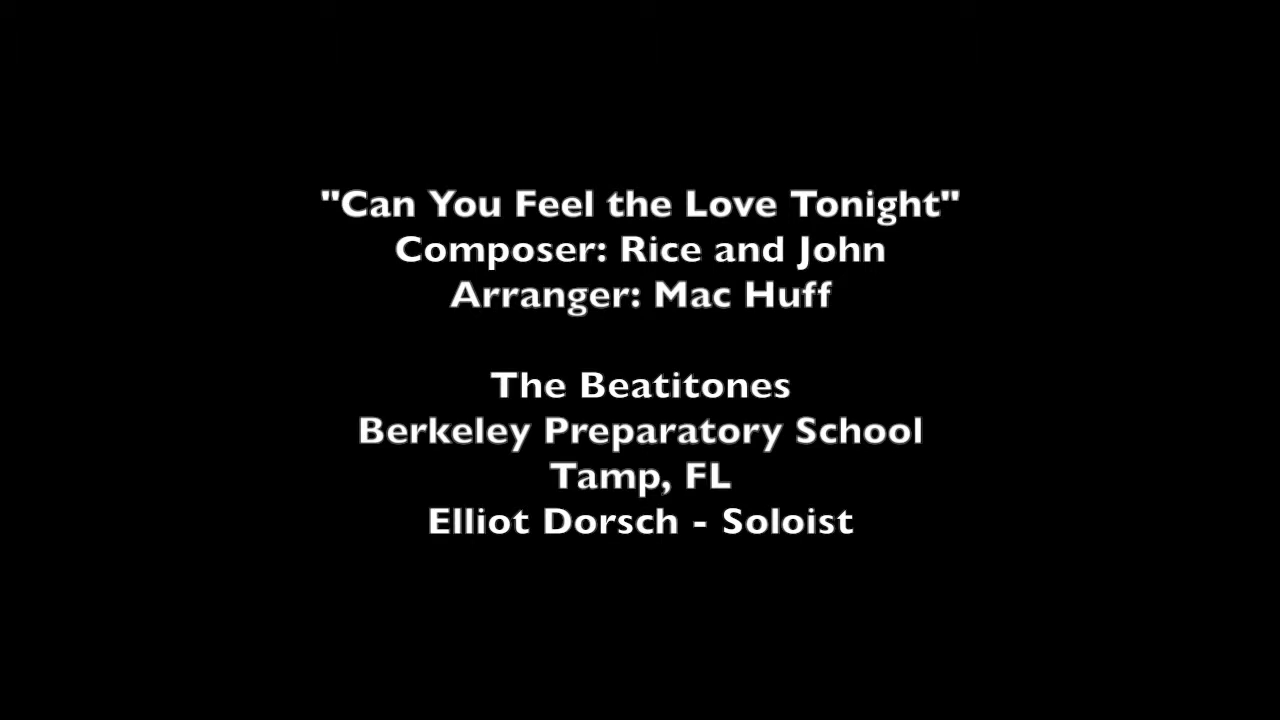 "Can You Feel the Love Tonight"
Composer: Rice and John
Arranger: Mac Huff
The Beatitones
Berkeley Preparatory School
Tamp, FL
Elliot Dorsch - Soloist